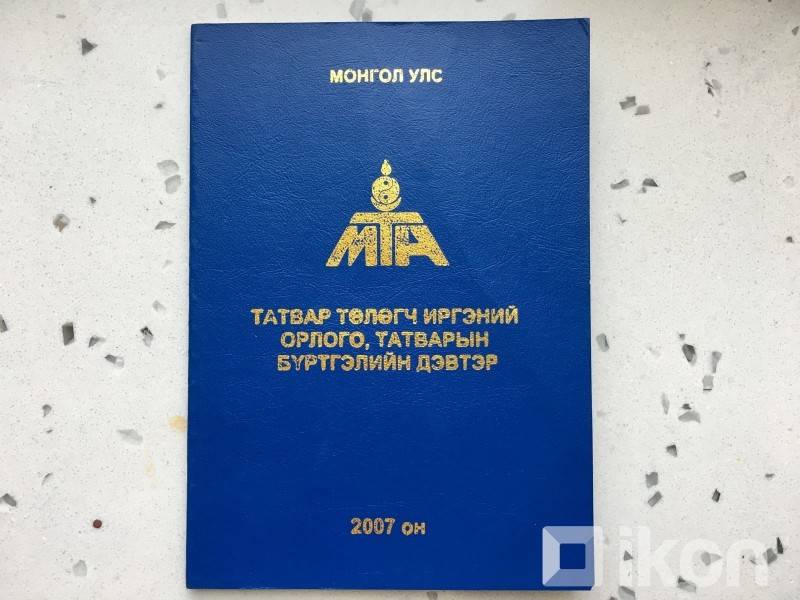 МОНГОЛ УЛС
МТА
ТАТВАР ТӨЛӨГЧ ИРГЭНИЙ
ОРЛОГО, ТАТВАРЫН
БҮРТГЭЛИЙН ДЭВТЭР
2007 он
ikon